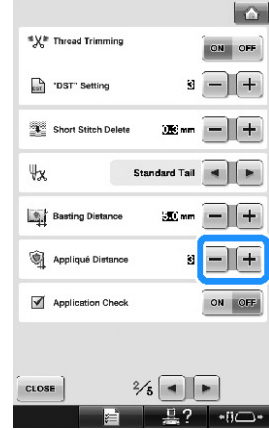 Thread Trimming ON OFF
DST "DST" Setting 3 - +
Short Stitch Delete 0.3 mm - +
Standard Tail
Basting Distance 5.0 mm - +
Appliqué Distance - +
Application Check ON OFF
CLOSE 2/5
?